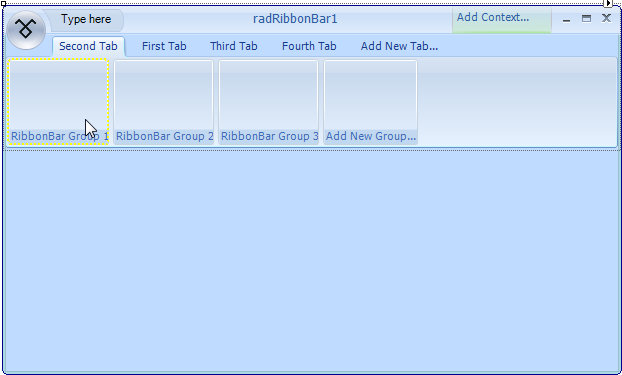 Type here radRibbonBar1 Add Context...
Second Tab First Tab Third Tab Fourth Tab Add New Tab...
RibbonBar Group 1 RibbonBar Group 2 RibbonBar Group 3 Add New Group...